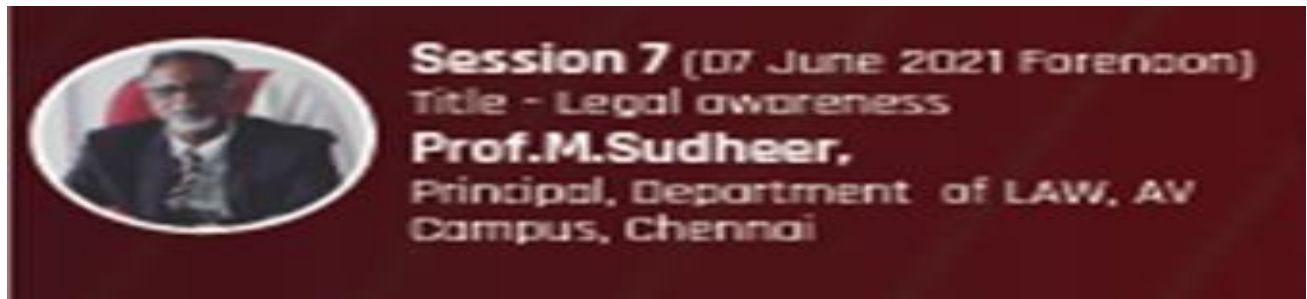 Session 7 (07 June 2021 Forenoon)
Title - Legal awareness
Prof.M.Sudheer,
Principal, Department of LAW, AV
Campus, Chennai